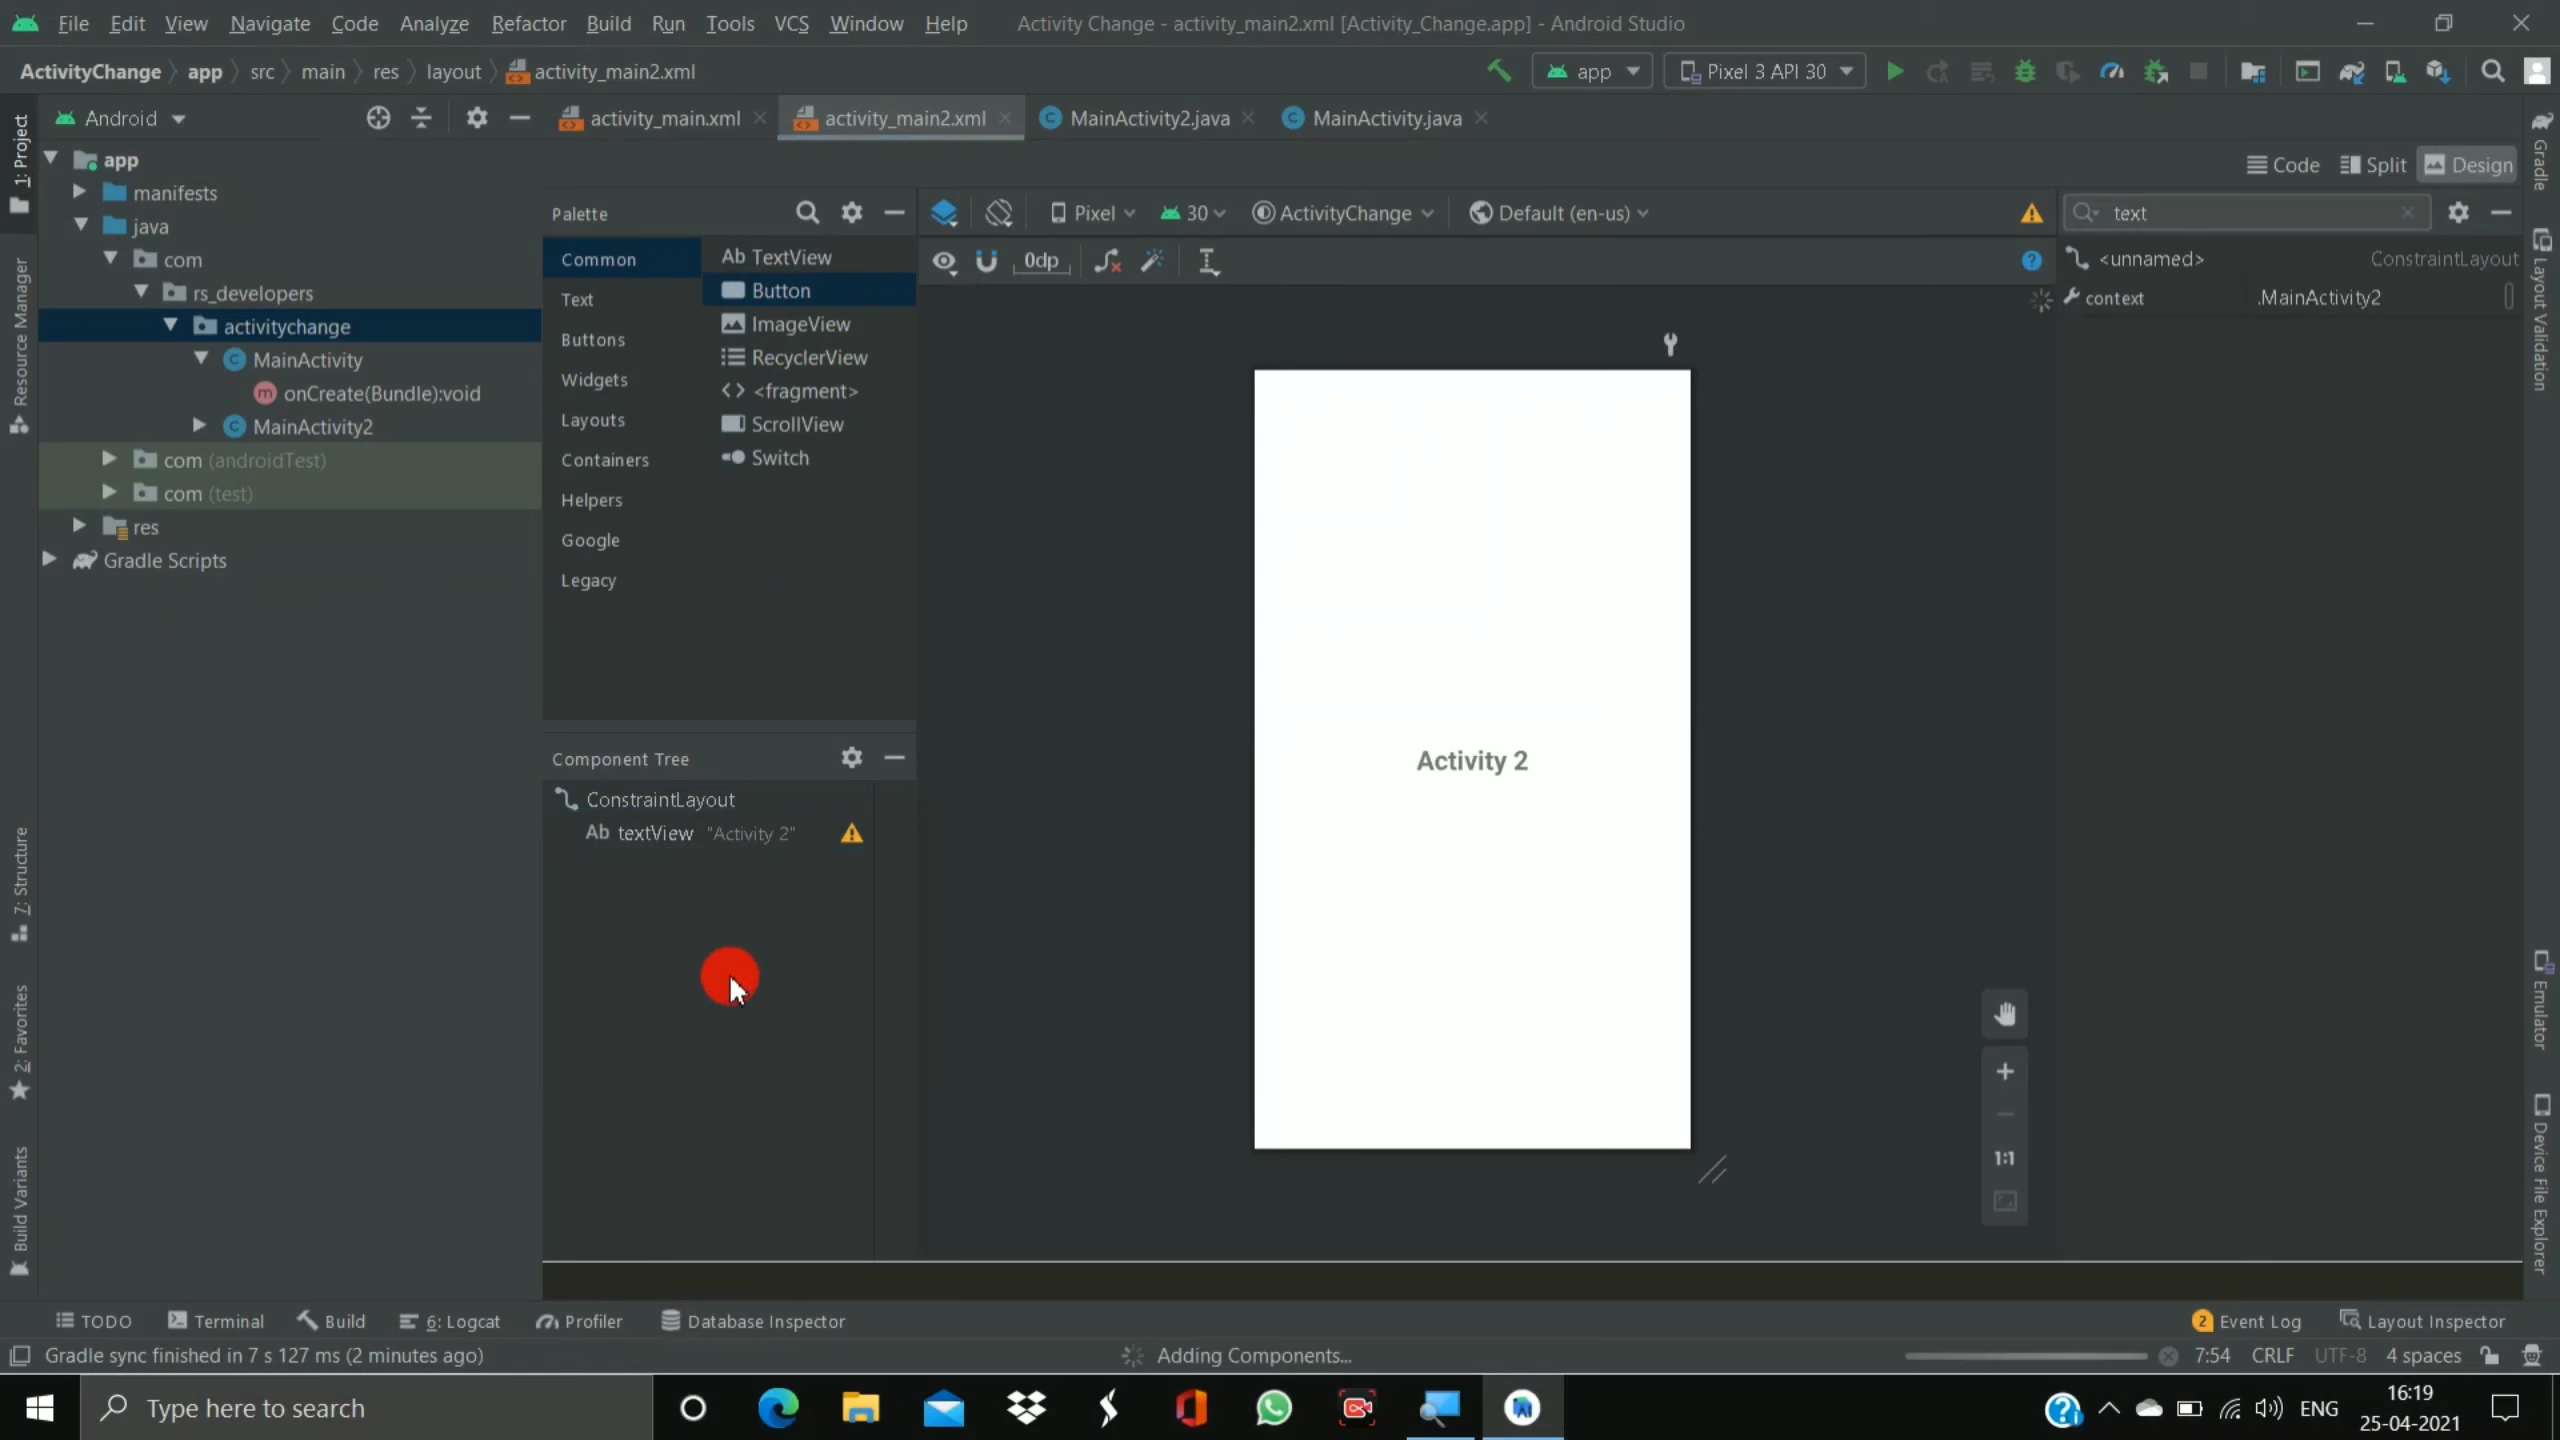 File Edit View Navigate Code Analyze Refactor Build Run Tools VCS Window Help Activity Change - activity_main2.xml [Activity_Change.app] - Android Studio
ActivityChange app src main res layout activity_main2.xml app Pixel 3 API 30
Android activity_main.xml activity_main2.xml MainActivity2.java MainActivity.java
Code Split Design
1: Project
Resource Manager
7: Structure
2: Favorites
Build Variants
app
manifests
java
com
rs_developers
activitychange
MainActivity
onCreate(Bundle):void
MainActivity2
com (androidTest)
com (test)
res
Gradle Scripts
Palette
Common
Text
Buttons
Widgets
Layouts
Containers
Helpers
Google
Legacy
Ab TextView
Button
ImageView
RecyclerView
<fragment>
ScrollView
Switch
Component Tree
ConstraintLayout
Ab textView "Activity 2"
Pixel 30 ActivityChange Default (en-us)
0dp
Activity 2
1:1
text
<unnamed> ConstraintLayout
context .MainActivity2
Gradle
Layout Validation
Emulator
Device File Explorer
TODO Terminal Build 6: Logcat Profiler Database Inspector 2 Event Log Layout Inspector
Gradle sync finished in 7 s 127 ms (2 minutes ago) Adding Components... 7:54 CRLF UTF-8 4 spaces
Type here to search ENG 16:19
25-04-2021